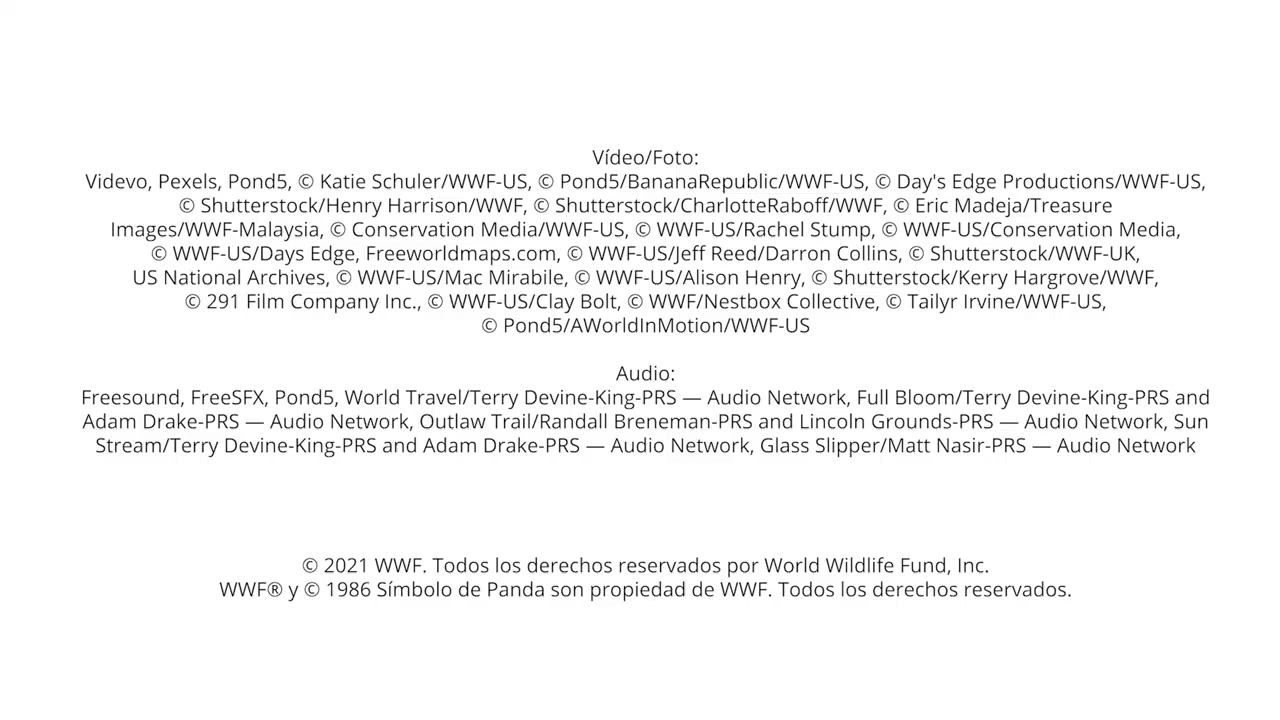 Vídeo/Foto:
Videvo, Pexels, Pond5, © Katie Schuler/WWF-US, © Pond5/BananaRepublic/WWF-US, © Day's Edge Productions/WWF-US,
© Shutterstock/Henry Harrison/WWF, © Shutterstock/CharlotteRaboff/WWF, © Eric Madeja/Treasure
Images/WWF-Malaysia, © Conservation Media/WWF-US, © WWF-US/Rachel Stump, © WWF-US/Conservation Media,
© WWF-US/Days Edge, Freeworldmaps.com, © WWF-US/Jeff Reed/Darron Collins, © Shutterstock/WWF-UK,
US National Archives, © WWF-US/Mac Mirabile, © WWF-US/Alison Henry, © Shutterstock/Kerry Hargrove/WWF,
© 291 Film Company Inc., © WWF-US/Clay Bolt, © WWF/Nestbox Collective, © Tailyr Irvine/WWF-US,
© Pond5/AWorldInMotion/WWF-US
Audio:
Freesound, FreeSFX, Pond5, World Travel/Terry Devine-King-PRS — Audio Network, Full Bloom/Terry Devine-King-PRS and
Adam Drake-PRS — Audio Network, Outlaw Trail/Randall Breneman-PRS and Lincoln Grounds-PRS — Audio Network, Sun
Stream/Terry Devine-King-PRS and Adam Drake-PRS — Audio Network, Glass Slipper/Matt Nasir-PRS — Audio Network
© 2021 WWF. Todos los derechos reservados por World Wildlife Fund, Inc.
WWF® y © 1986 Símbolo de Panda son propiedad de WWF. Todos los derechos reservados.